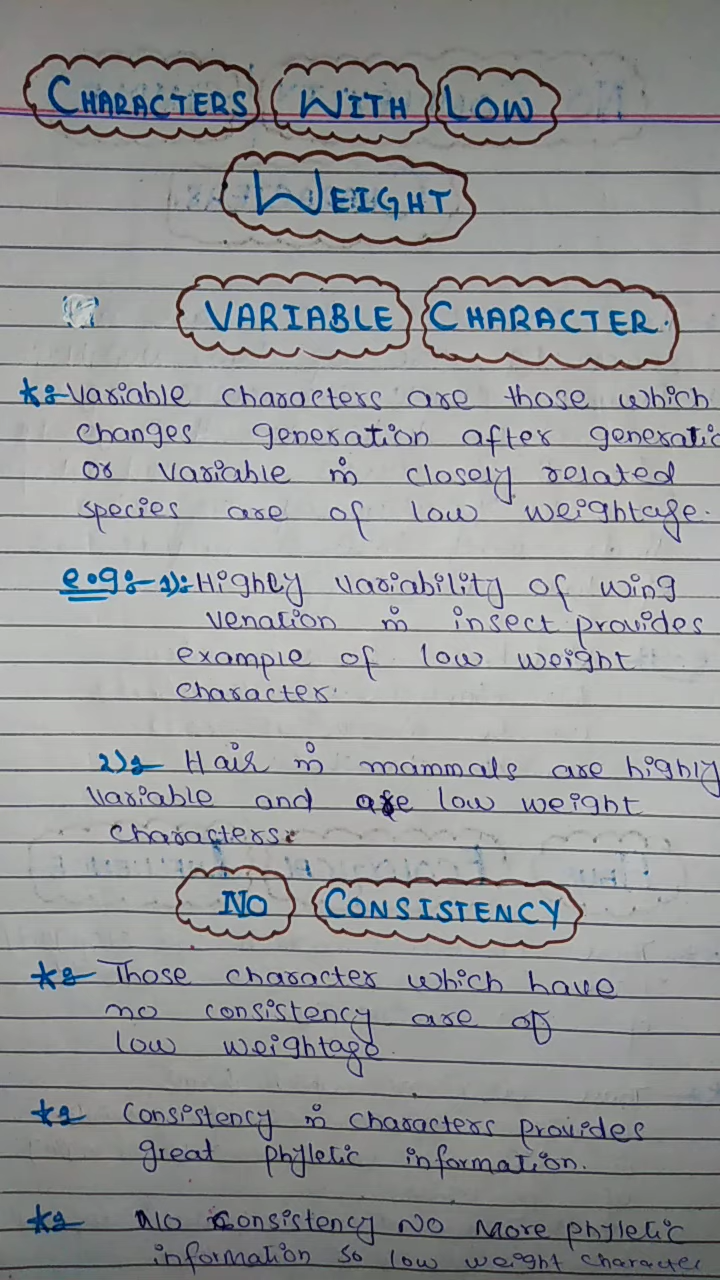 CHARACTERS WITH LOW
WEIGHT
VARIABLE CHARACTER.
*:- Variable characters are those which
changes generation after generatio
or variable in closely related
species are of low weightage.
e.g:- 1):- Highly variability of wing
venation in insect provides
example of low weight
character.
2):- Hair in mammals are highly
variable and are low weight
characters.
NO CONSISTENCY
*:- Those character which have
no consistency are of
low weightage.
*:- Consistency in characters provides
great phyletic information.
*:- No consistency No More phyletic
information so low weight character